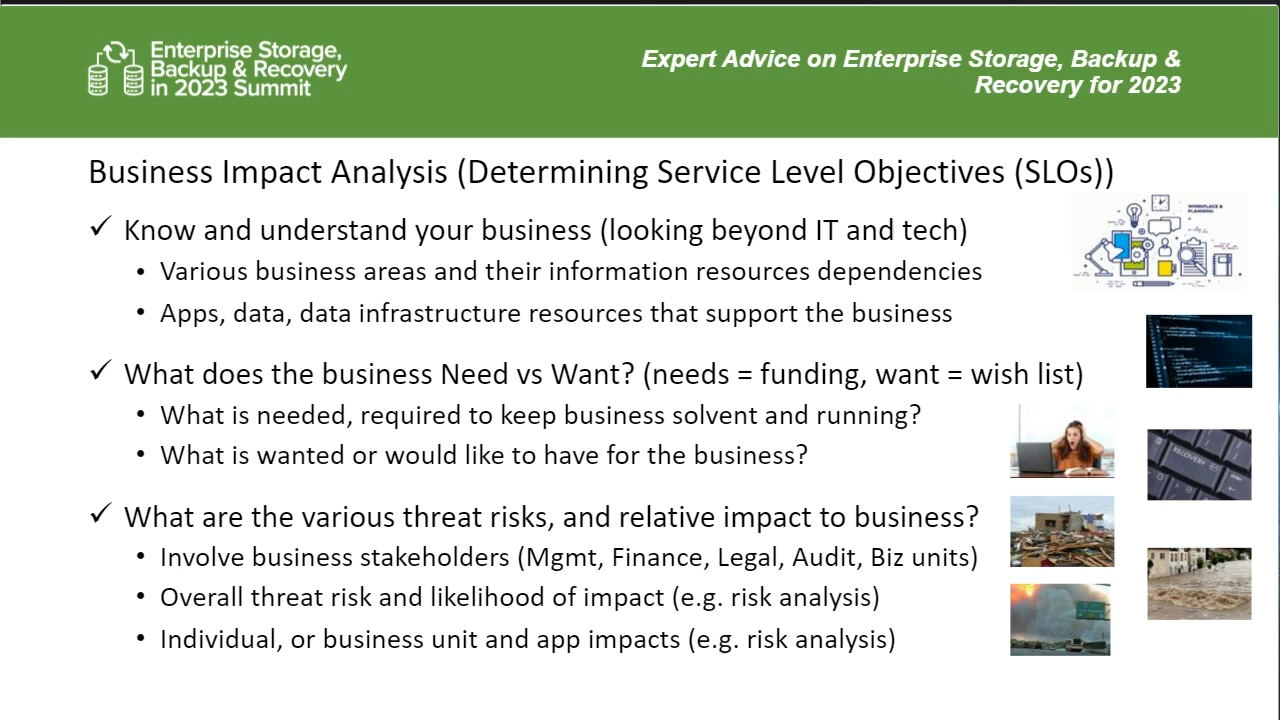 Enterprise Storage,
Backup & Recovery
in 2023 Summit
Expert Advice on Enterprise Storage, Backup &
Recovery for 2023
Business Impact Analysis (Determining Service Level Objectives (SLOs))
✓ Know and understand your business (looking beyond IT and tech)
• Various business areas and their information resources dependencies
• Apps, data, data infrastructure resources that support the business
WORKPLACE &
PLANNING
✓ What does the business Need vs Want? (needs = funding, want = wish list)
• What is needed, required to keep business solvent and running?
• What is wanted or would like to have for the business?
RECOVERY
✓ What are the various threat risks, and relative impact to business?
• Involve business stakeholders (Mgmt, Finance, Legal, Audit, Biz units)
• Overall threat risk and likelihood of impact (e.g. risk analysis)
• Individual, or business unit and app impacts (e.g. risk analysis)